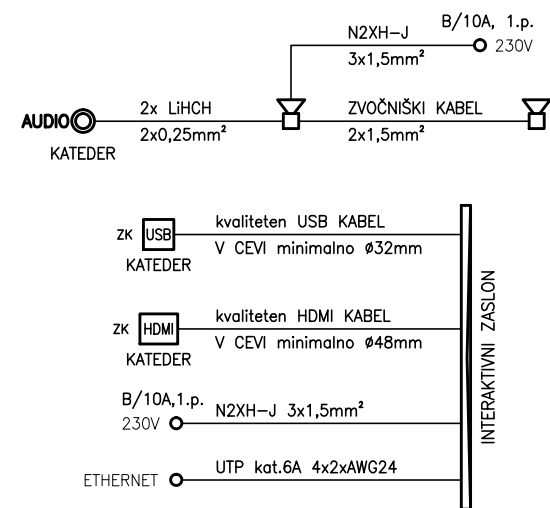 B/10A, 1.p.
N2XH-J
230V
3x1,5mm²
2x LiHCH
ZVOČNIŠKI KABEL
AUDIO
2x0,25mm²
2x1,5mm²
KATEDER
kvaliteten USB KABEL
ZK USB
V CEVI minimalno ø32mm
KATEDER
kvaliteten HDMI KABEL
ZK HDMI
V CEVI minimalno ø48mm
KATEDER
INTERAKTIVNI ZASLON
B/10A,1.p.
N2XH-J 3x1,5mm²
230V
UTP kat.6A 4x2xAWG24
ETHERNET